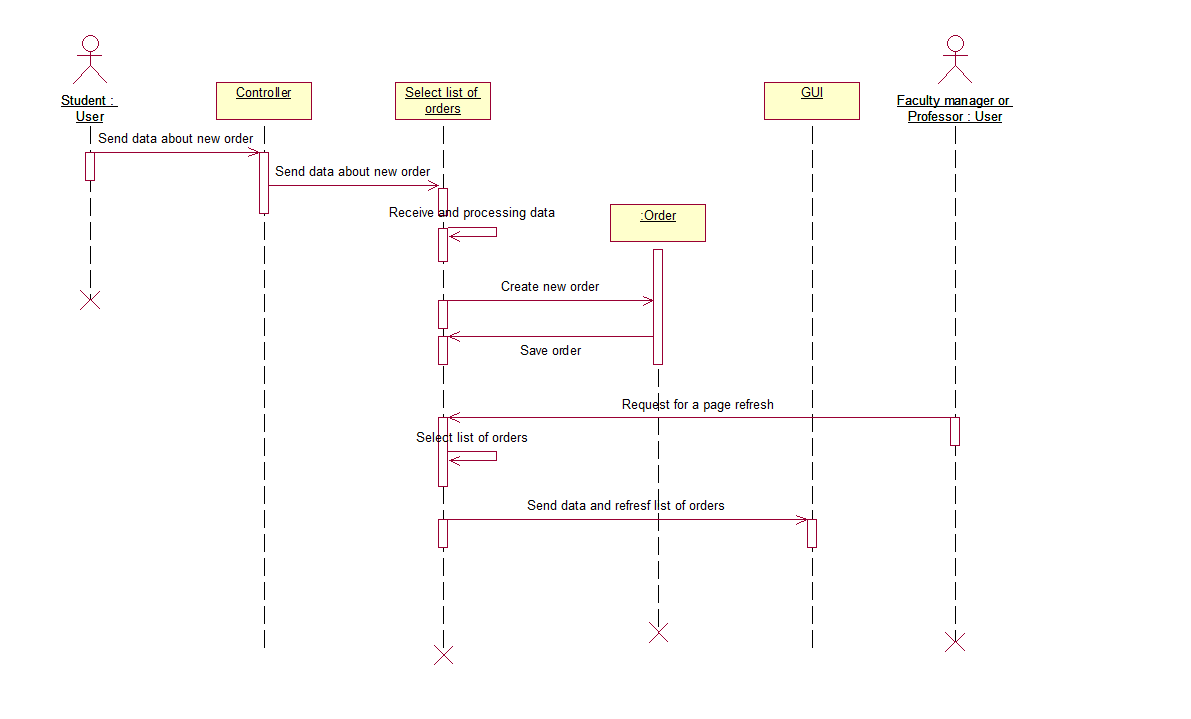 Student :
User
Controller
Select list of
orders
GUI
Faculty manager or
Professor : User
Send data about new order
Send data about new order
Receive and processing data
:Order
Create new order
Save order
Request for a page refresh
Select list of orders
Send data and refresf list of orders